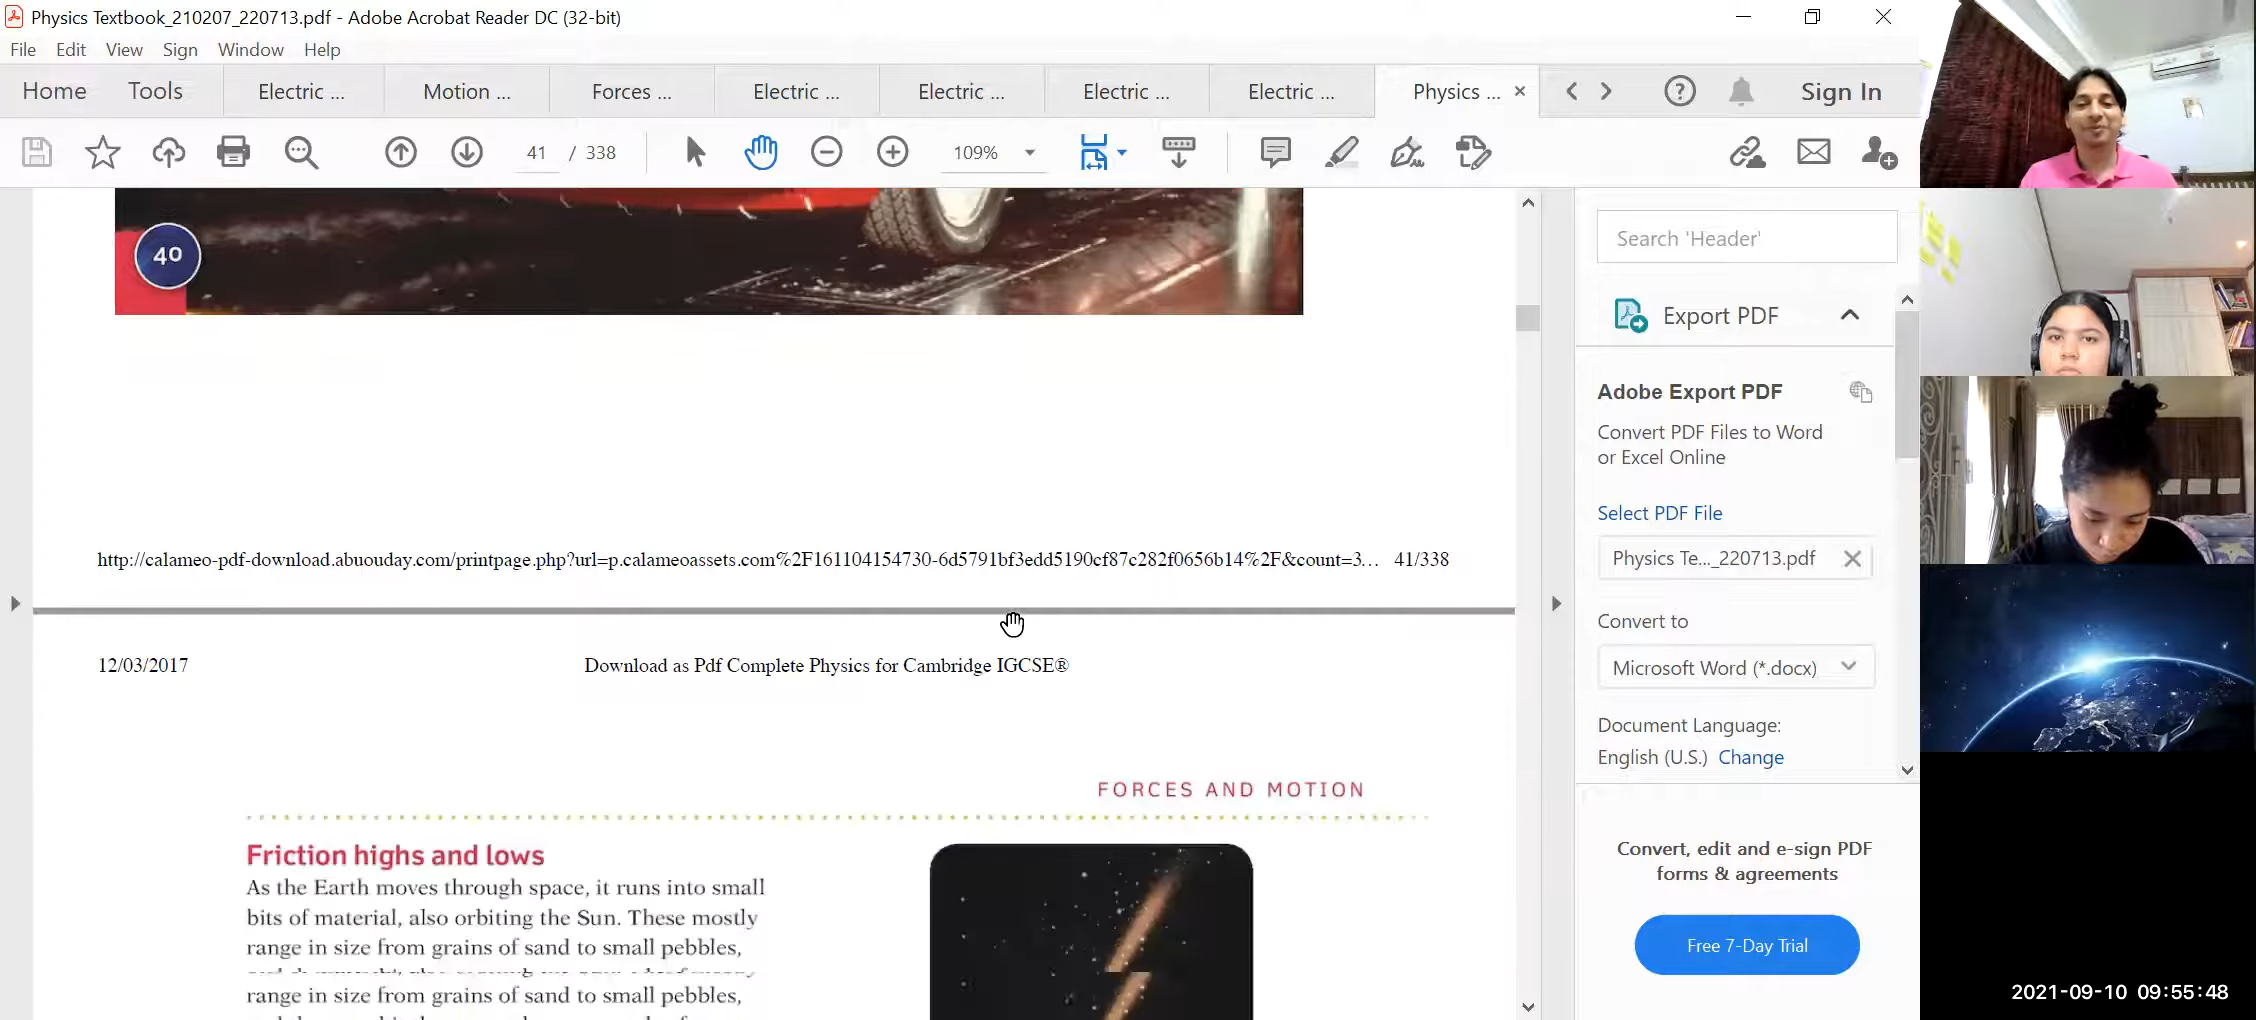 Physics Textbook_210207_220713.pdf - Adobe Acrobat Reader DC (32-bit)
File Edit View Sign Window Help
Home Tools Electric ... Motion ... Forces ... Electric ... Electric ... Electric ... Electric ... Physics ... Sign In
41 / 338 109%
40
http://calameo-pdf-download.abuouday.com/printpage.php?url=p.calameoassets.com%2F161104154730-6d5791bf3edd5190cf87c282f0656b14%2F&count=3... 41/338
12/03/2017 Download as Pdf Complete Physics for Cambridge IGCSE®
FORCES AND MOTION
Friction highs and lows
As the Earth moves through space, it runs into small
bits of material, also orbiting the Sun. These mostly
range in size from grains of sand to small pebbles,
range in size from grains of sand to small pebbles,
Search 'Header'
Export PDF
Adobe Export PDF
Convert PDF Files to Word
or Excel Online
Select PDF File
Physics Te..._220713.pdf
Convert to
Microsoft Word (*.docx)
Document Language:
English (U.S.) Change
Convert, edit and e-sign PDF
forms & agreements
Free 7-Day Trial
2021-09-10 09:55:48